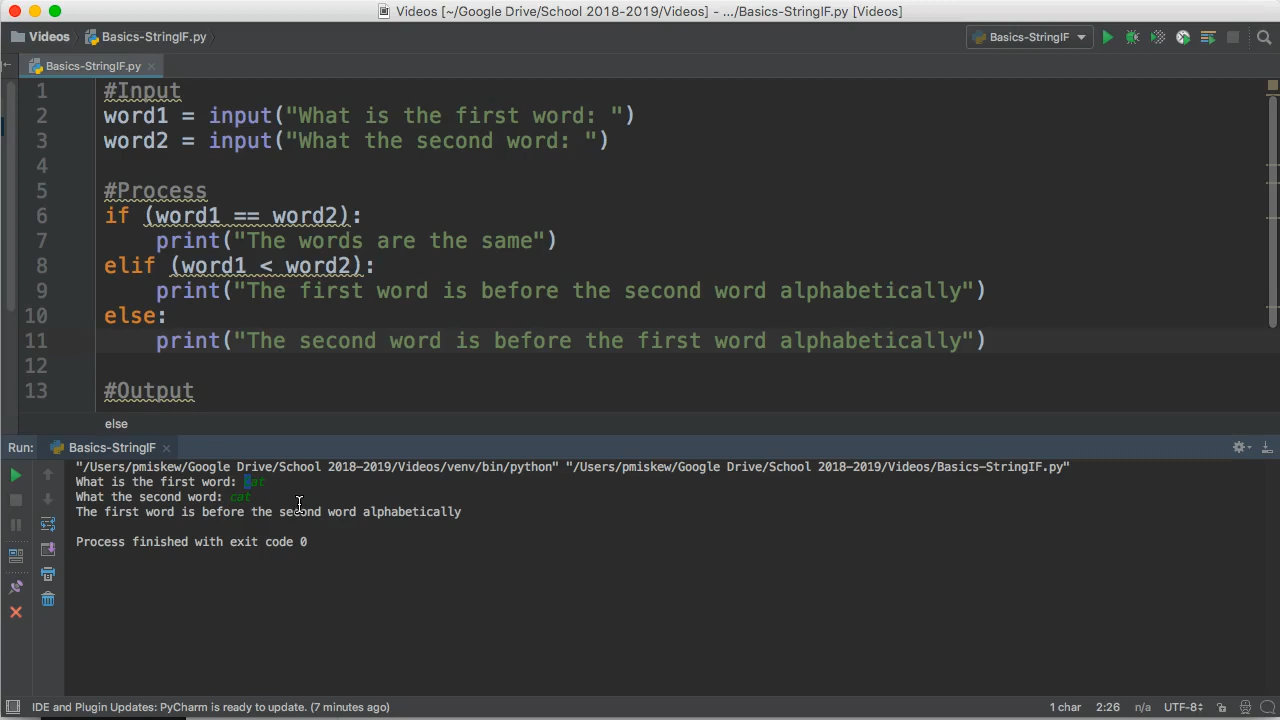 Videos [~/Google Drive/School 2018-2019/Videos] - .../Basics-StringIF.py [Videos]
Videos Basics-StringIF.py Basics-StringIF
Basics-StringIF.py
1 #Input
2 word1 = input("What is the first word: ")
3 word2 = input("What the second word: ")
4
5 #Process
6 if (word1 == word2):
7 print("The words are the same")
8 elif (word1 < word2):
9 print("The first word is before the second word alphabetically")
10 else:
11 print("The second word is before the first word alphabetically")
12
13 #Output
else
Run: Basics-StringIF
"/Users/pmiskew/Google Drive/School 2018-2019/Videos/venv/bin/python" "/Users/pmiskew/Google Drive/School 2018-2019/Videos/Basics-StringIF.py"
What is the first word:
What the second word: cat
The first word is before the second word alphabetically
Process finished with exit code 0
IDE and Plugin Updates: PyCharm is ready to update. (7 minutes ago) 1 char 2:26 n/a UTF-8